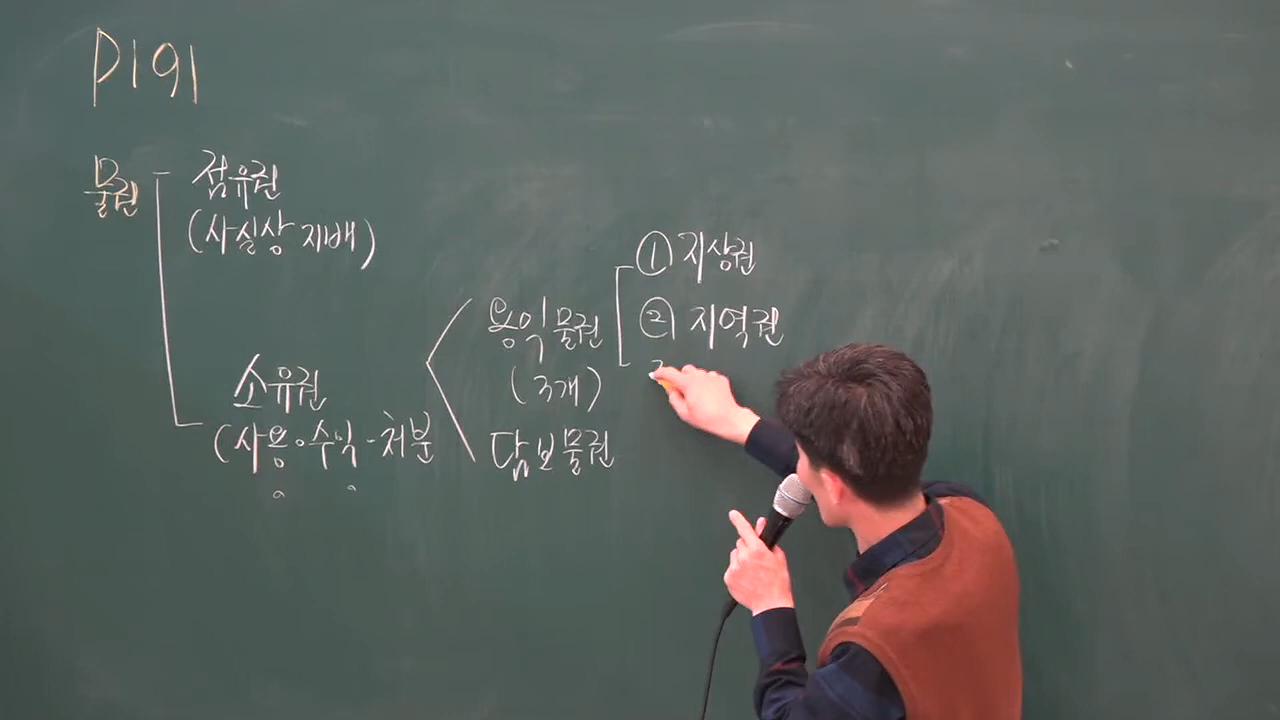 P191
물권
점유권
(사실상 지배)
소유권
(사용·수익·처분
용익물권
(3개)
담보물권
① 지상권
② 지역권